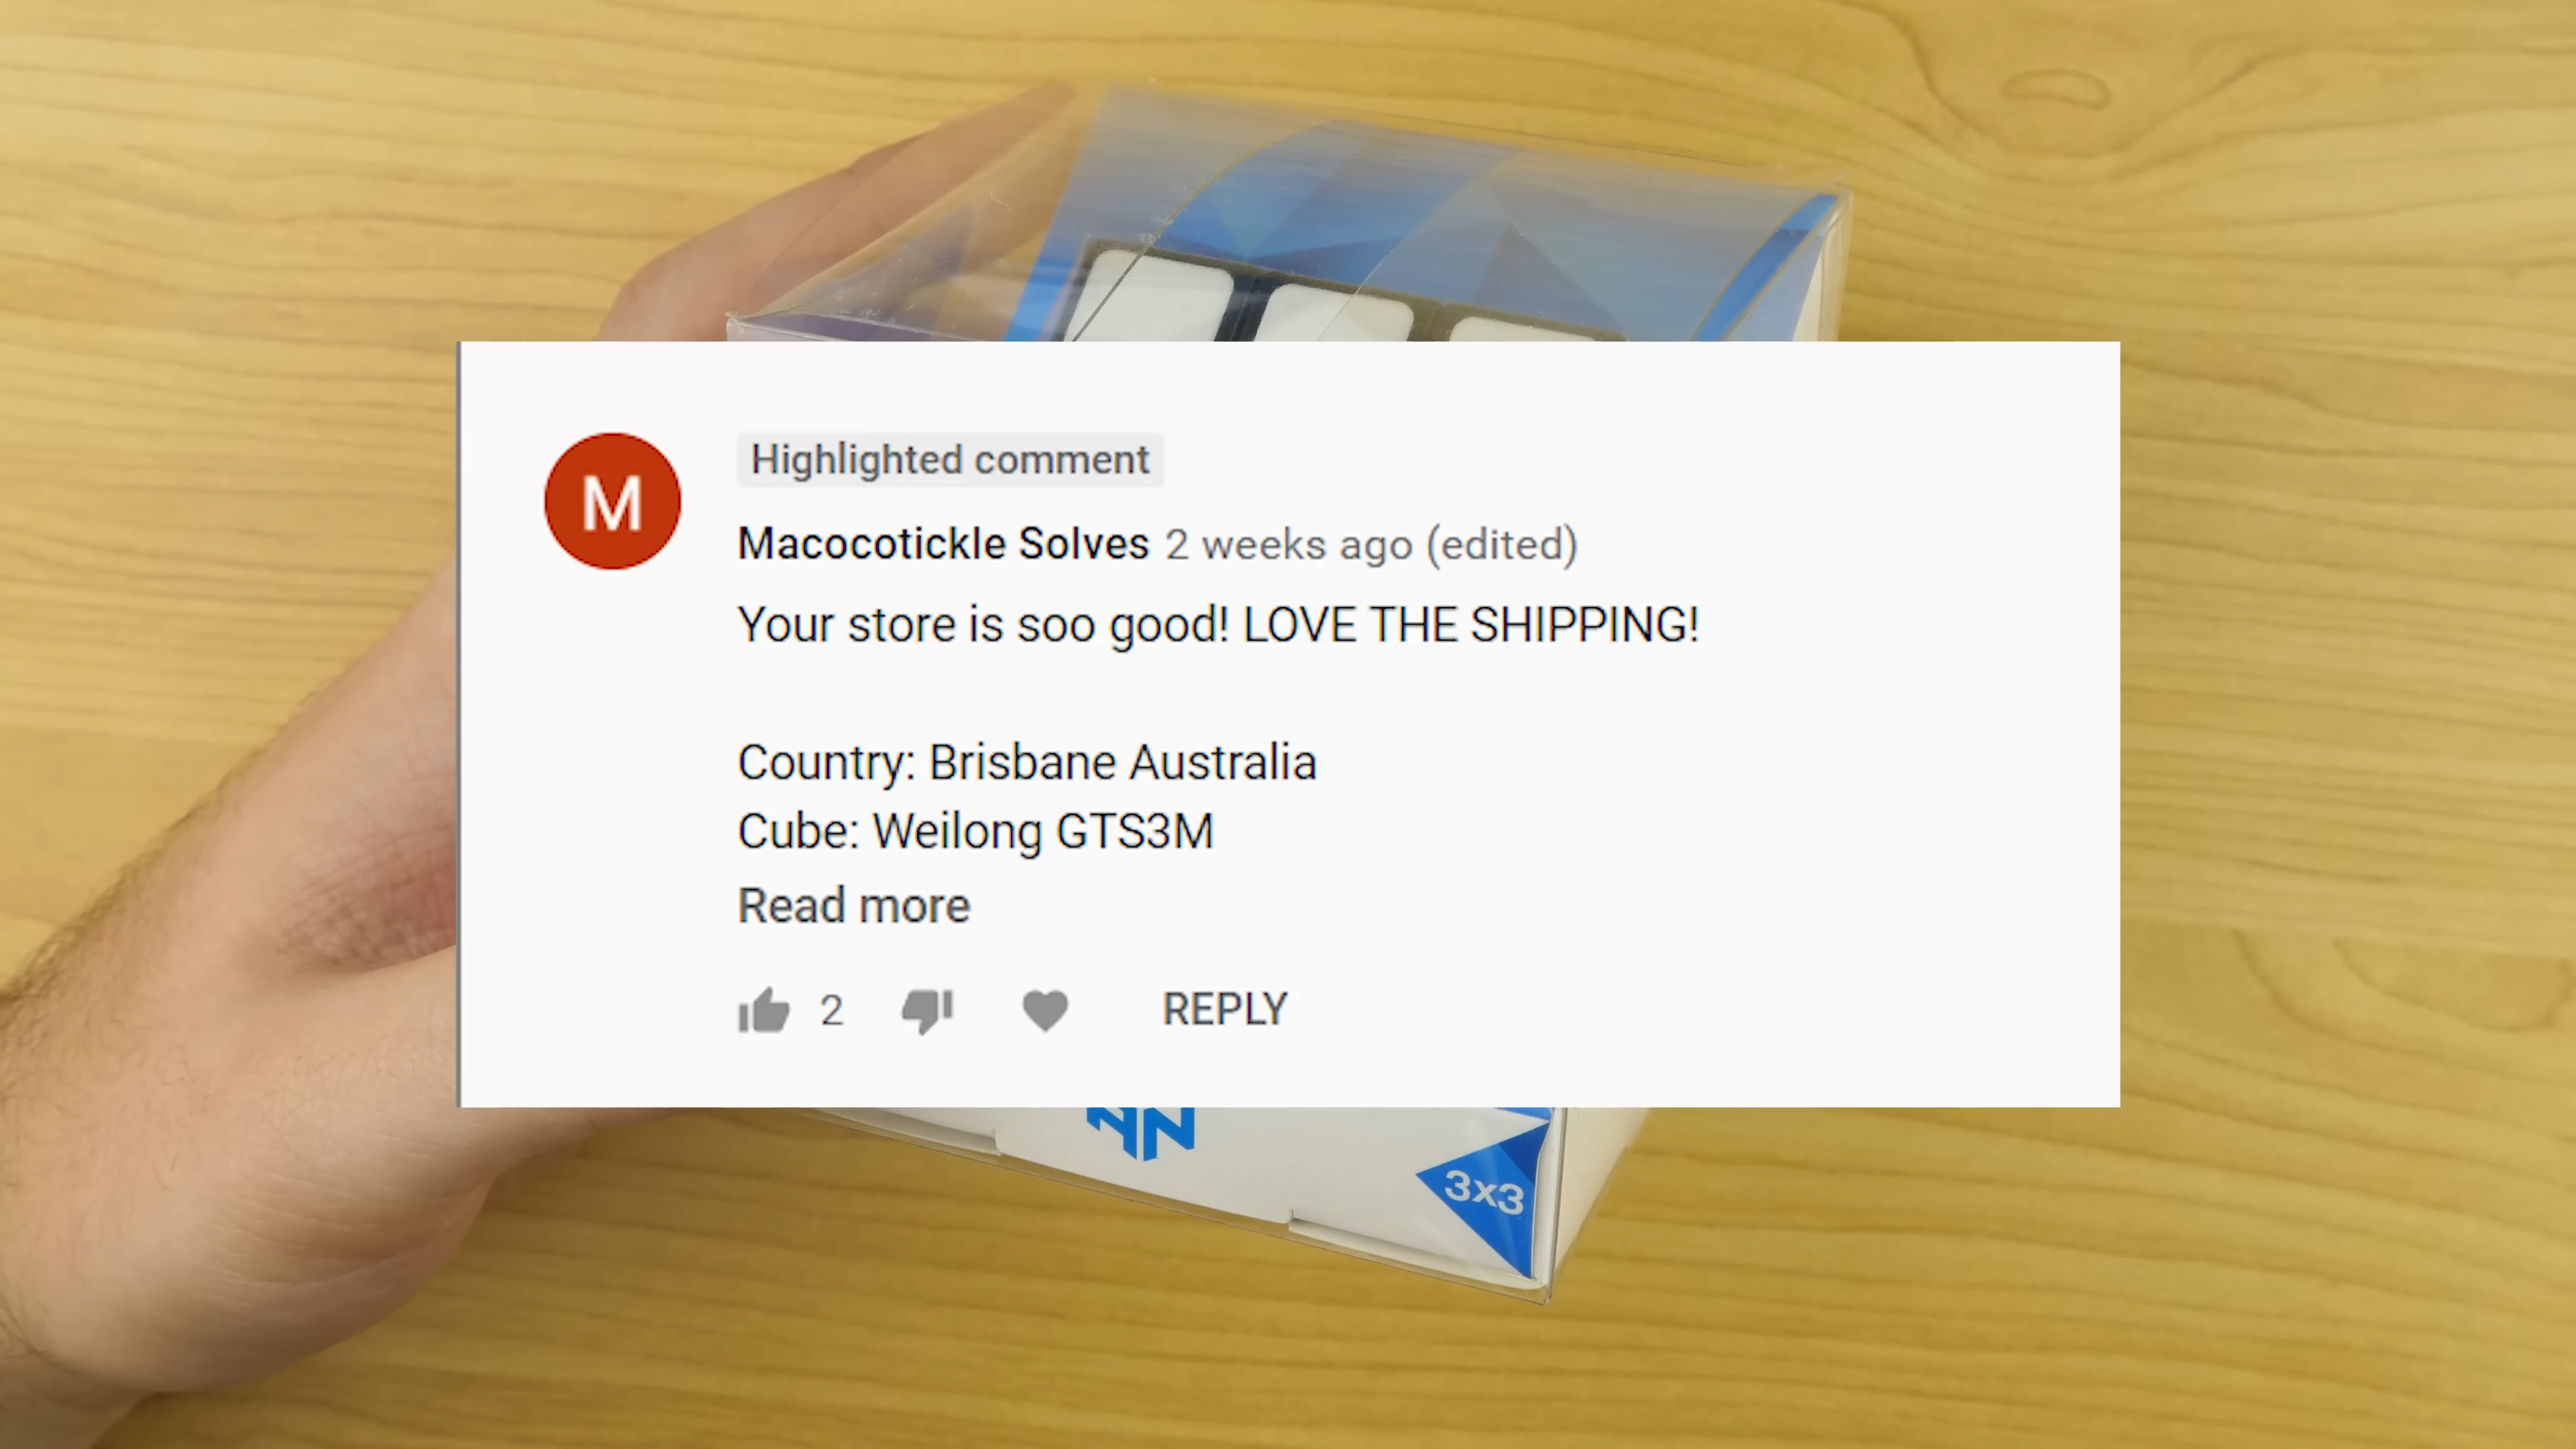 M
Highlighted comment
Macocotickle Solves 2 weeks ago (edited)
Your store is soo good! LOVE THE SHIPPING!
Country: Brisbane Australia
Cube: Weilong GTS3M
Read more
2
REPLY
3x3